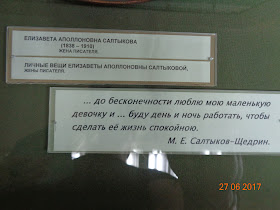 ЕЛИЗАВЕТА АПОЛЛОНОВНА САЛТЫКОВА
(1838 – 1910)
ЖЕНА ПИСАТЕЛЯ.
ЛИЧНЫЕ ВЕЩИ ЕЛИЗАВЕТЫ АПОЛЛОНОВНЫ САЛТЫКОВОЙ,
ЖЕНЫ ПИСАТЕЛЯ.
... до бесконечности люблю мою маленькую
девочку и ... буду день и ночь работать, чтобы
сделать её жизнь спокойною.
М. Е. Салтыков-Щедрин.
27 06 2017